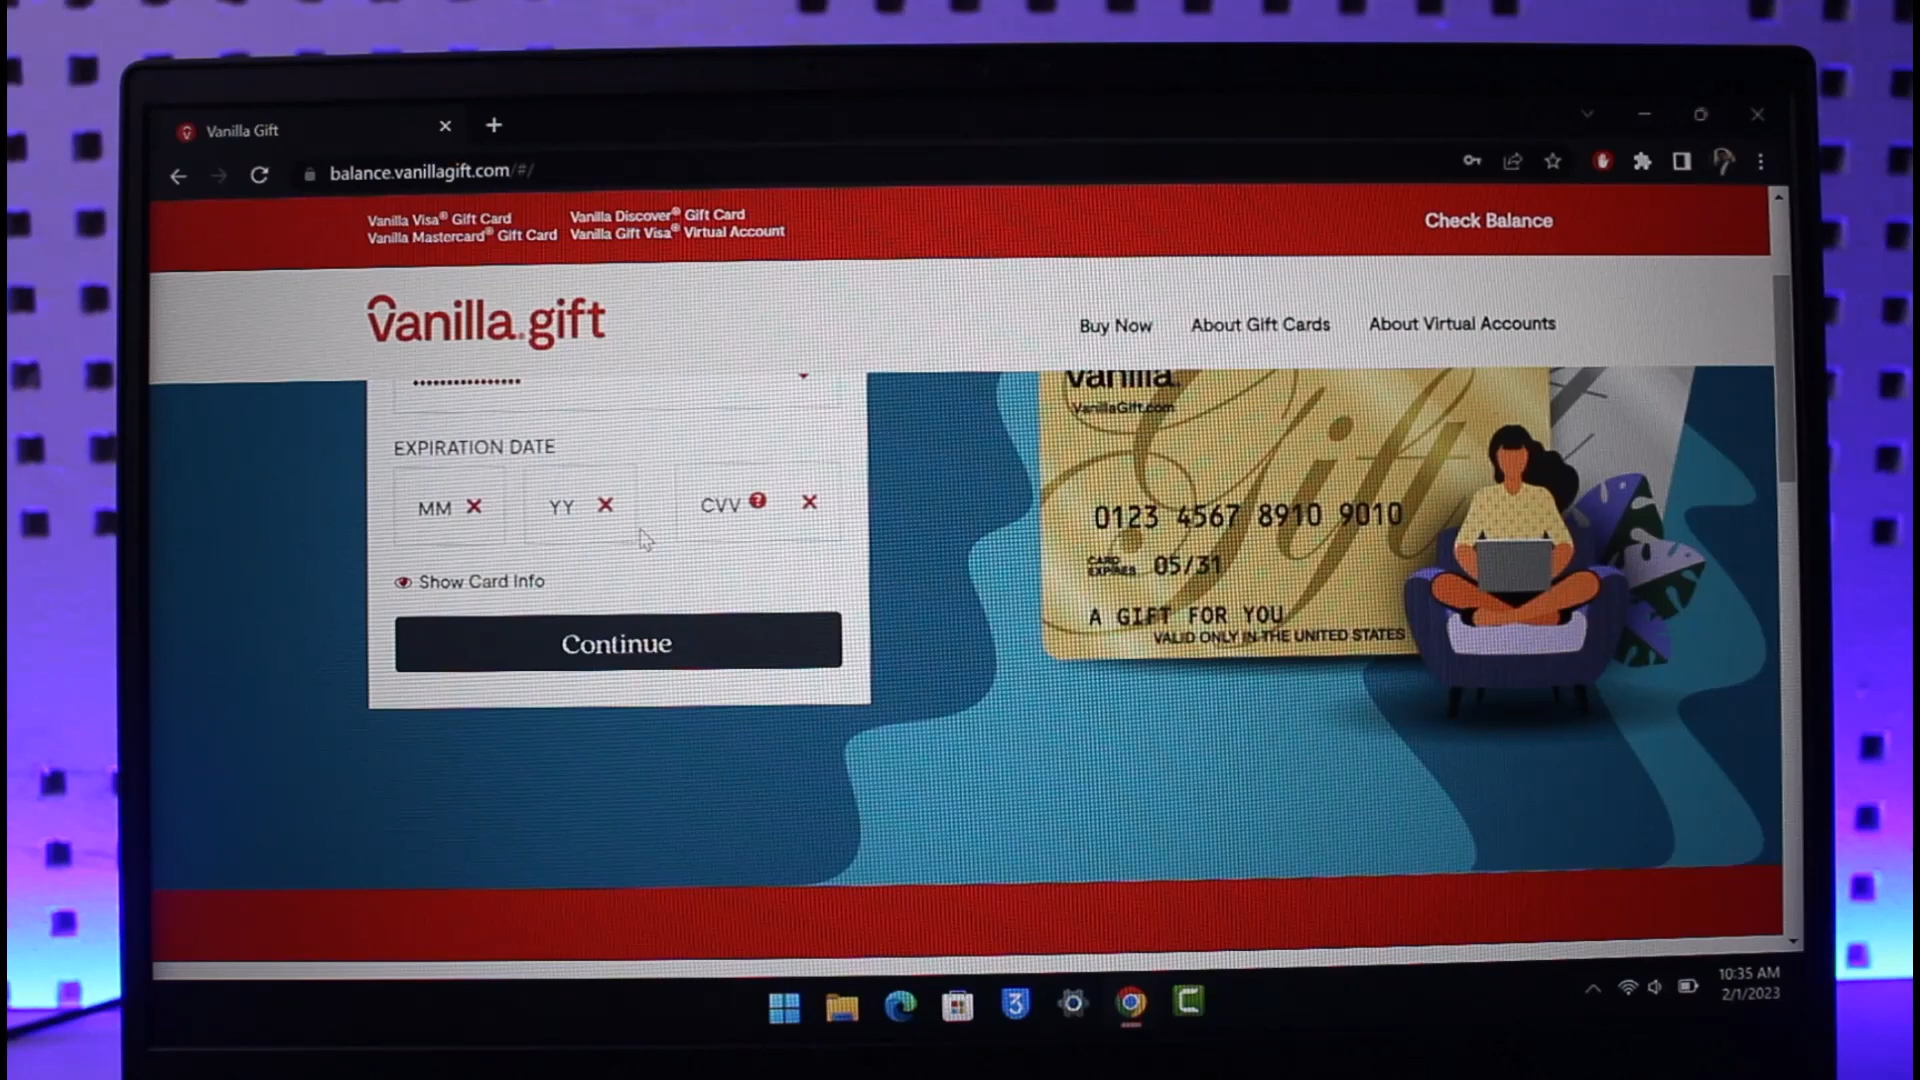 Vanilla Gift
balance.vanillagift.com/#/
Vanilla Visa® Gift Card
Vanilla Mastercard® Gift Card
Vanilla Discover® Gift Card
Vanilla Gift Visa® Virtual Account
Check Balance
vanilla.gift
Buy Now
About Gift Cards
About Virtual Accounts
••••••••••••••••
EXPIRATION DATE
MM
YY
CVV ?
Show Card Info
Continue
vanilla.
VanillaGift.com
Gift
0123 4567 8910 9010
CARD EXPIRES 05/31
A GIFT FOR YOU
VALID ONLY IN THE UNITED STATES
3
C
10:35 AM
2/1/2023